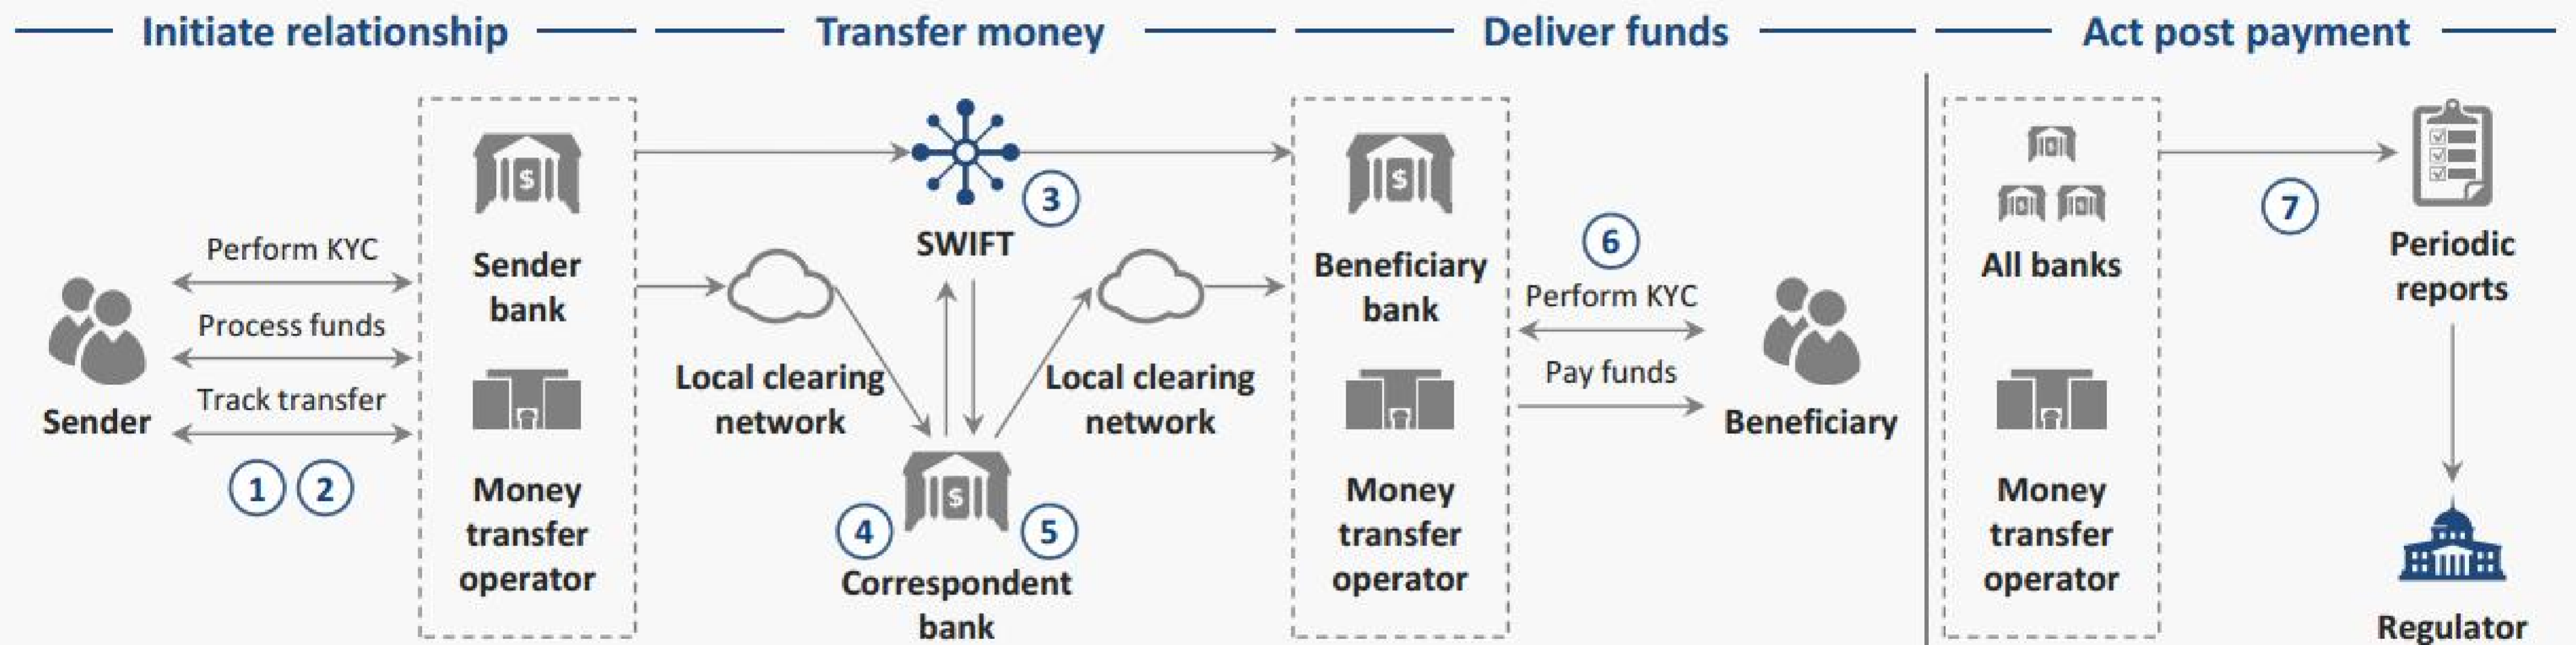 Initiate relationship
Transfer money
Deliver funds
Act post payment
Perform KYC
Process funds
Track transfer
Sender
1
2
$
Sender
bank
Money
transfer
operator
3
SWIFT
Local clearing
network
Local clearing
network
$
4
5
Correspondent
bank
$
Beneficiary
bank
Money
transfer
operator
6
Perform KYC
Pay funds
Beneficiary
All banks
Money
transfer
operator
7
Periodic
reports
Regulator